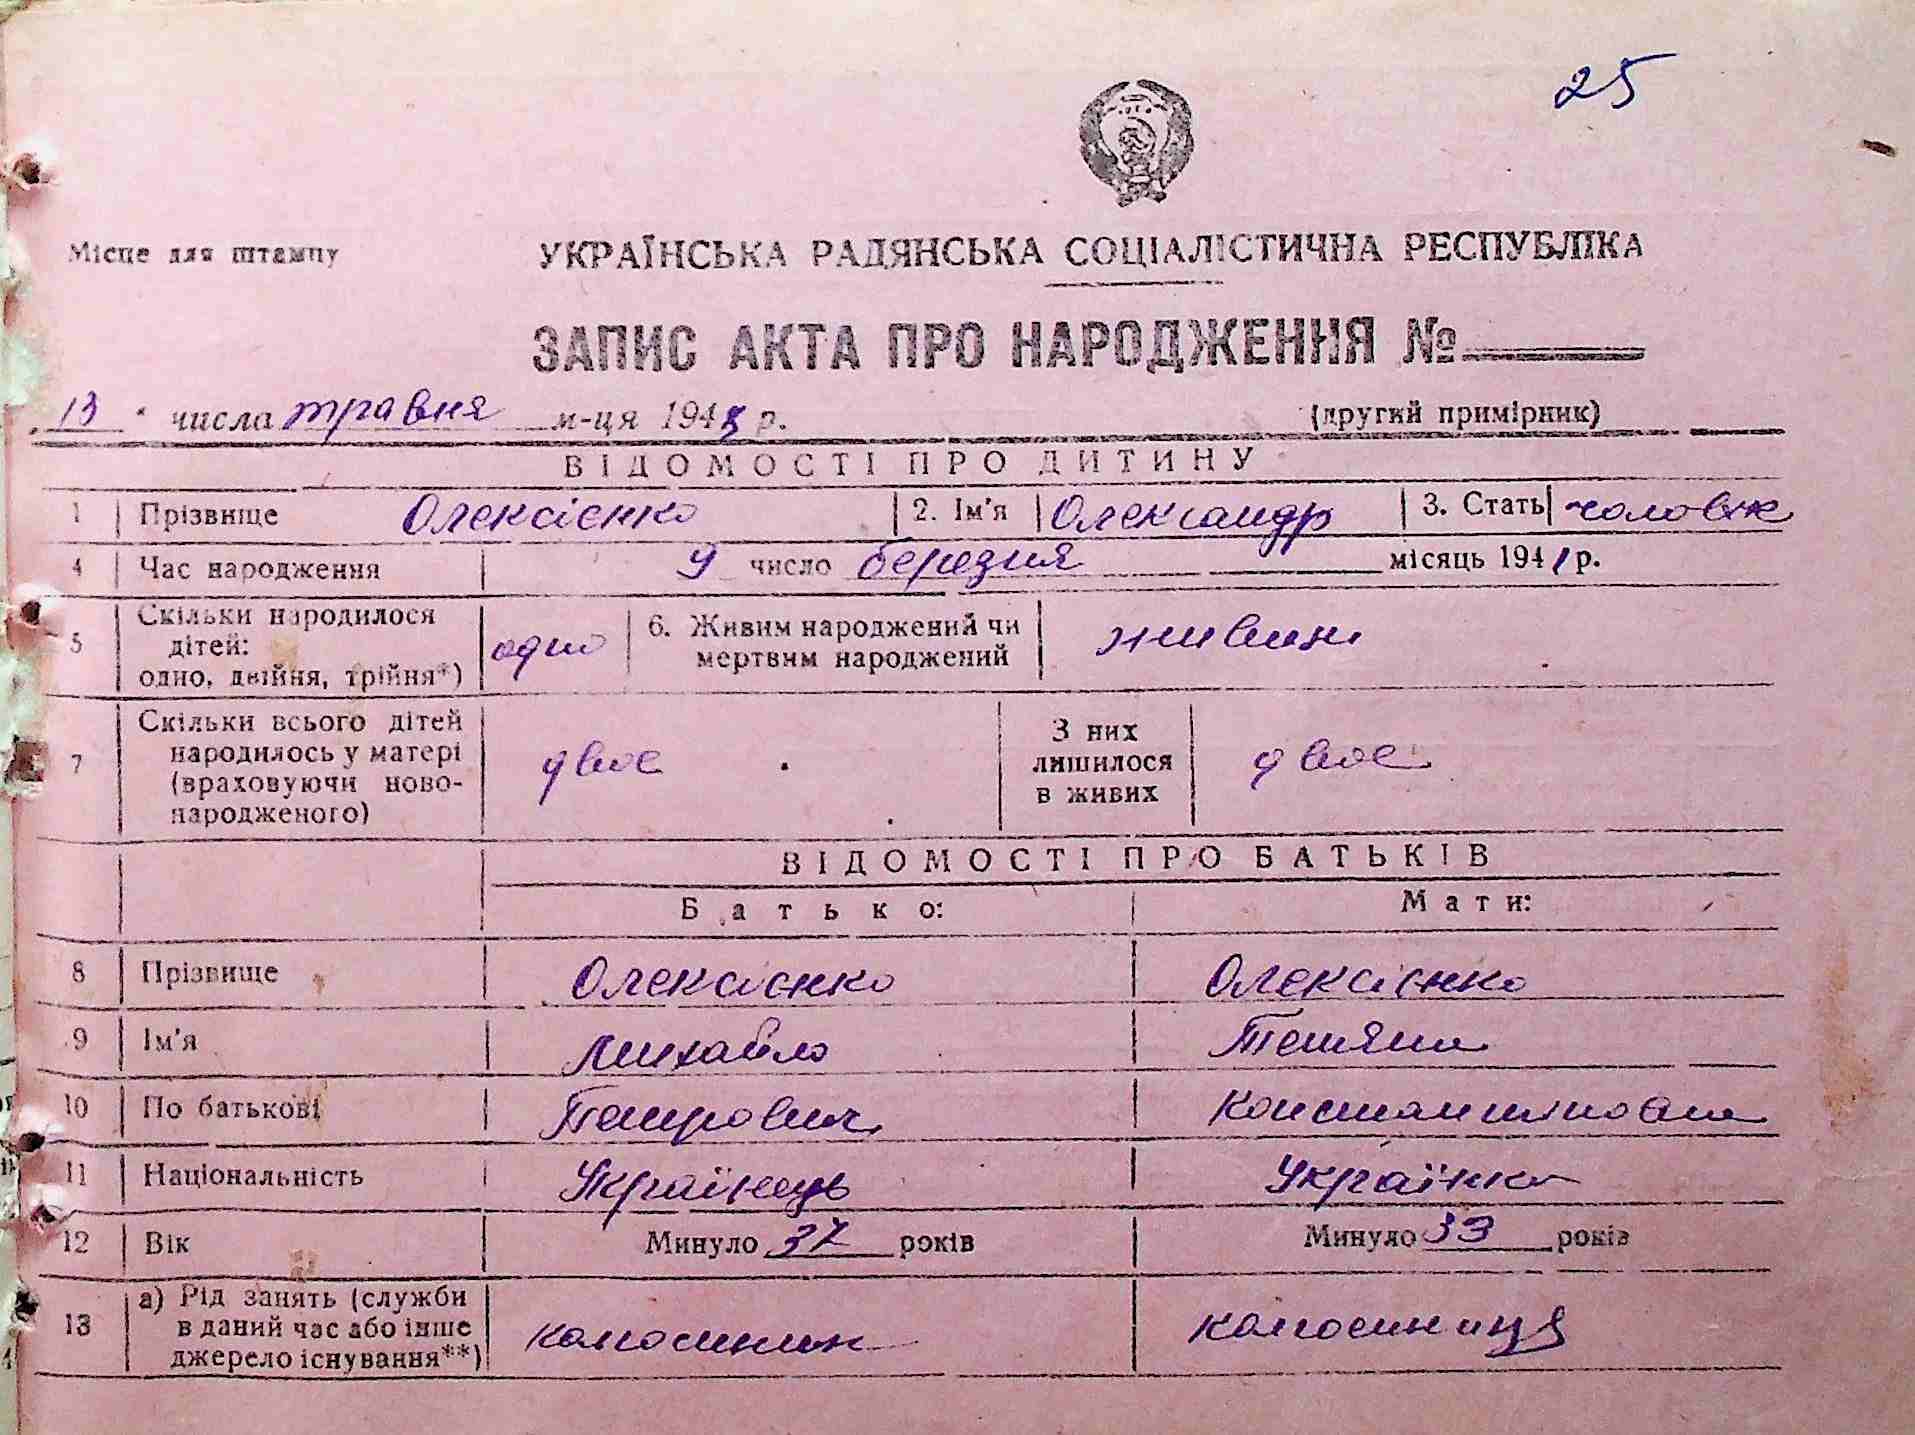 25
Місце для штампу
УКРАЇНСЬКА РАДЯНСЬКА СОЦІАЛІСТИЧНА РЕСПУБЛІКА
ЗАПИС АКТА ПРО НАРОДЖЕННЯ №
13 числа травня м-ця 194 р. (другий примірник)
ВІДОМОСТІ ПРО ДИТИНУ
1 Прізвище Олексієнко 2. Ім'я Олександр 3. Стать чоловік
4 Час народження 9 число березня місяць 1941 р.
5 Скільки народилося дітей: одно, двійня, трійня*) одно 6. Живим народжений чи мертвим народжений живим
7 Скільки всього дітей народилось у матері (враховуючи ново-народженого) двоє З них лишилося в живих двоє
ВІДОМОСТІ ПРО БАТЬКІВ
Батько: Мати:
8 Прізвище Олексієнко Олексієнко
9 Ім'я Михайло Тетяна
10 По батькові Петрович Константиновна
11 Національність Українець Українка
12 Вік Минуло 37 років Минуло 33 років
13 а) Рід занять (служби в даний час або інше джерело існування**) колгоспник колгоспниця